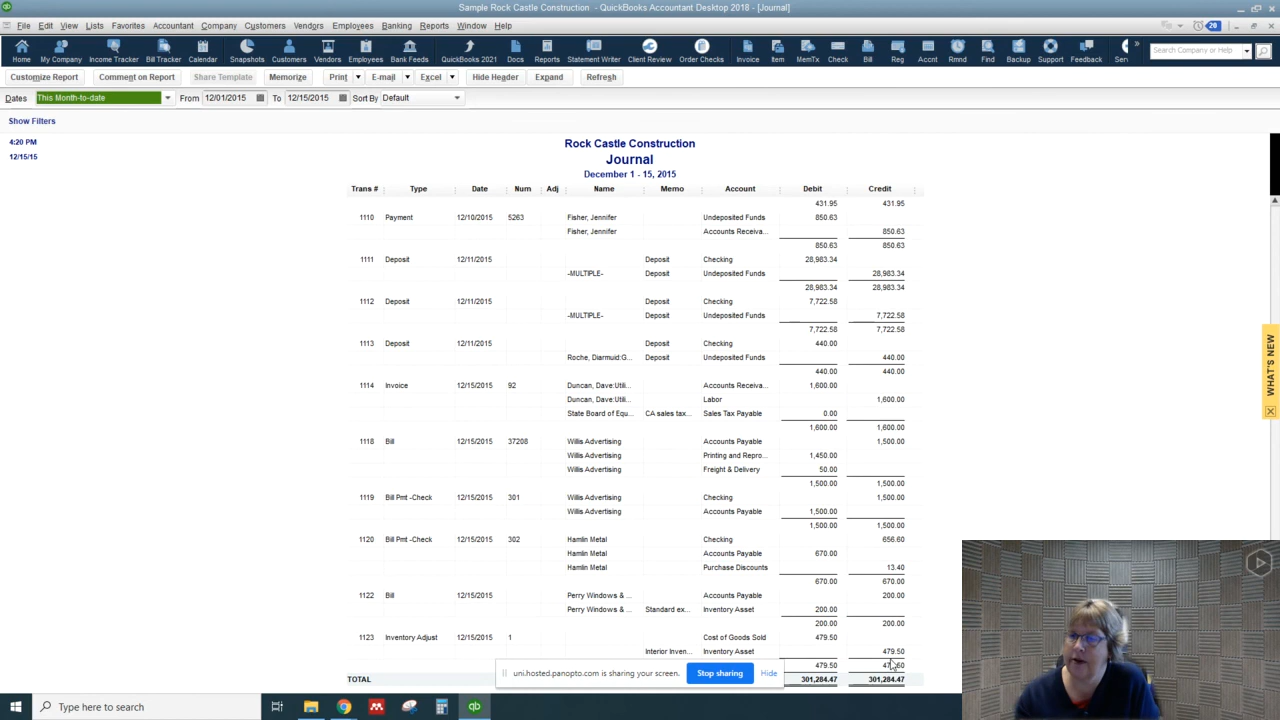 Sample Rock Castle Construction - QuickBooks Accountant Desktop 2018 - [Journal]
File Edit View Lists Favorites Accountant Company Customers Vendors Employees Banking Reports Window Help 20
Home My Company Income Tracker Bill Tracker Calendar Snapshots Customers Vendors Employees Bank Feeds QuickBooks 2021 Docs Reports Statement Writer Client Review Order Checks Invoice Item MemTx Check Bill Reg Accnt Rmnd Find Backup Support Feedback Serv Search Company or Help
Customize Report Comment on Report Share Template Memorize Print E-mail Excel Hide Header Expand Refresh
Dates This Month-to-date From 12/01/2015 To 12/15/2015 Sort By Default
Show Filters
4:20 PM
12/15/15
Rock Castle Construction
Journal
December 1 - 15, 2015
Trans # Type Date Num Adj Name Memo Account Debit Credit
431.95 431.95
1110 Payment 12/10/2015 5263 Fisher, Jennifer Undeposited Funds 850.63
Fisher, Jennifer Accounts Receiva... 850.63
850.63 850.63
1111 Deposit 12/11/2015 Deposit Checking 28,983.34
-MULTIPLE- Deposit Undeposited Funds 28,983.34
28,983.34 28,983.34
1112 Deposit 12/11/2015 Deposit Checking 7,722.58
-MULTIPLE- Deposit Undeposited Funds 7,722.58
7,722.58 7,722.58
1113 Deposit 12/11/2015 Deposit Checking 440.00
Roche, Diarmuid:G... Deposit Undeposited Funds 440.00
440.00 440.00
1114 Invoice 12/15/2015 92 Duncan, Dave:Utili... Accounts Receiva... 1,600.00
Duncan, Dave:Utili... Labor 1,600.00
State Board of Equ... CA sales tax... Sales Tax Payable 0.00
1,600.00 1,600.00
1118 Bill 12/15/2015 37208 Willis Advertising Accounts Payable 1,500.00
Willis Advertising Printing and Repro... 1,450.00
Willis Advertising Freight & Delivery 50.00
1,500.00 1,500.00
1119 Bill Pmt -Check 12/15/2015 301 Willis Advertising Checking 1,500.00
Willis Advertising Accounts Payable 1,500.00
1,500.00 1,500.00
1120 Bill Pmt -Check 12/15/2015 302 Hamlin Metal Checking 656.60
Hamlin Metal Accounts Payable 670.00
Hamlin Metal Purchase Discounts 13.40
670.00 670.00
1122 Bill 12/15/2015 Perry Windows & ... Accounts Payable 200.00
Perry Windows & ... Standard ex... Inventory Asset 200.00
200.00 200.00
1123 Inventory Adjust 12/15/2015 1 Cost of Goods Sold 479.50
Interior Inven... Inventory Asset 479.50
479.50
TOTAL 301,284.47 301,284.47
uni.hosted.panopto.com is sharing your screen. Stop sharing Hide
WHAT'S NEW
Type here to search